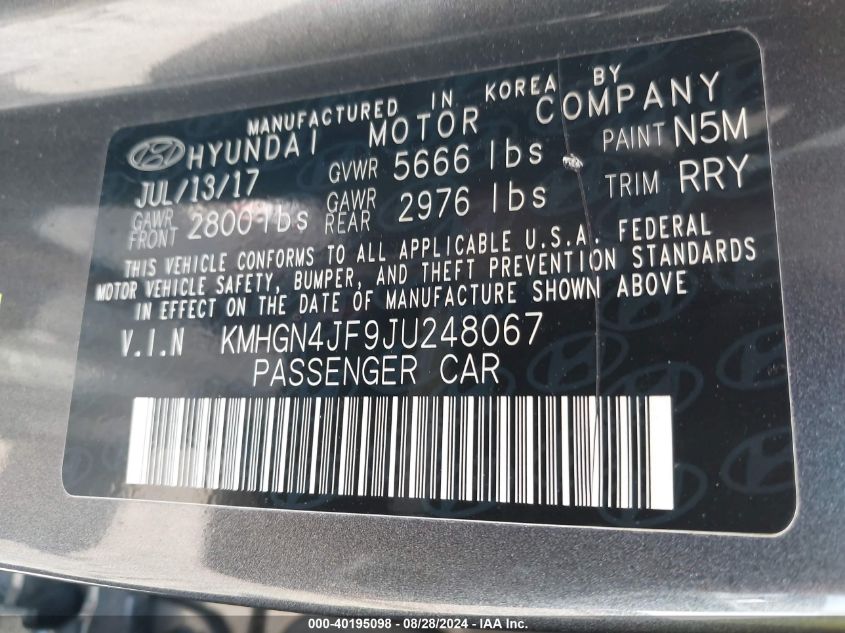 MANUFACTURED IN KOREA BY
HYUNDAI MOTOR COMPANY
JUL/13/17 GVWR 5666 lbs PAINT N5M
GAWR FRONT 2800 lbs GAWR REAR 2976 lbs TRIM RRY
THIS VEHICLE CONFORMS TO ALL APPLICABLE U.S.A. FEDERAL
MOTOR VEHICLE SAFETY, BUMPER, AND THEFT PREVENTION STANDARDS
IN EFFECT ON THE DATE OF MANUFACTURE SHOWN ABOVE
V.I.N KMHGN4JF9JU248067
PASSENGER CAR
000-40195098 - 08/28/2024 - IAA Inc.